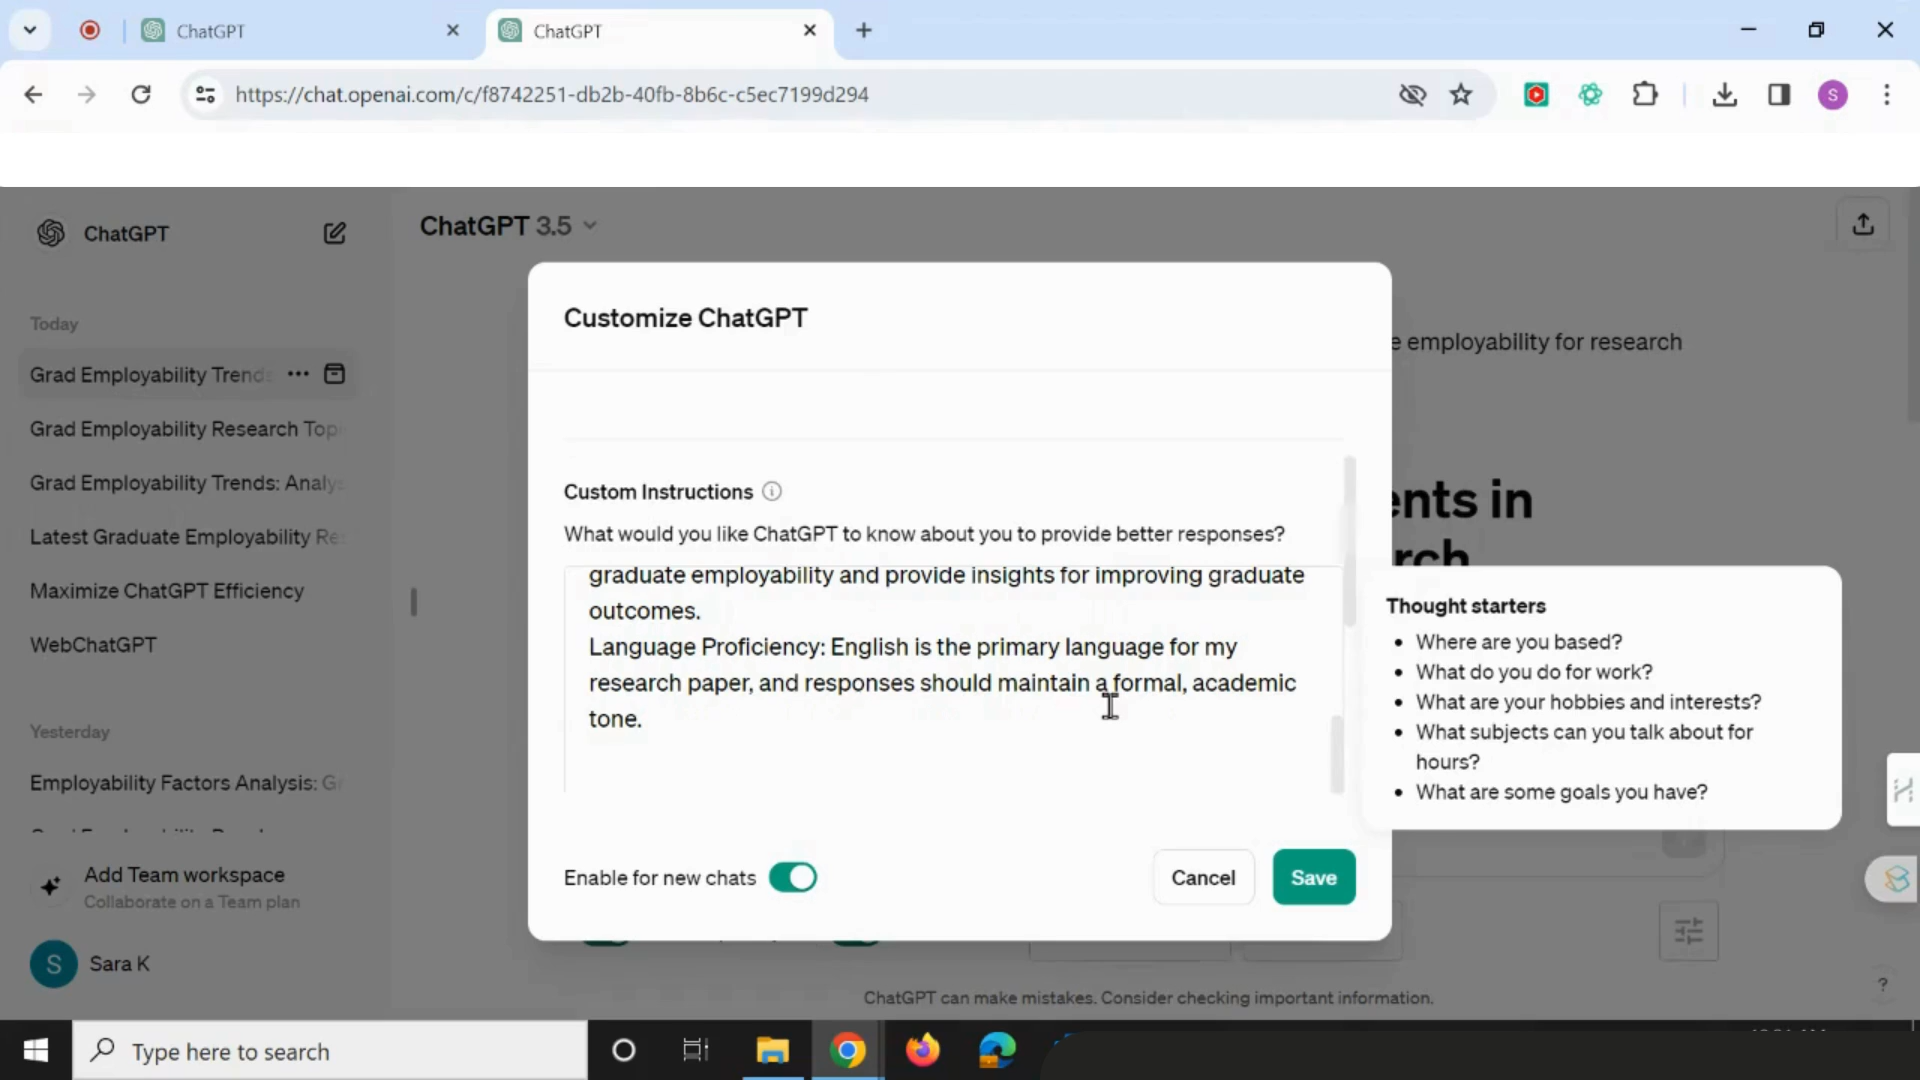 ChatGPT
ChatGPT
https://chat.openai.com/c/f8742251-db2b-40fb-8b6c-c5ec7199d294
S
ChatGPT
ChatGPT 3.5
Today
Grad Employability Trends
Grad Employability Research Topi
Grad Employability Trends: Analys
Latest Graduate Employability Re
Maximize ChatGPT Efficiency
WebChatGPT
Yesterday
Employability Factors Analysis: Gr
Add Team workspace
Collaborate on a Team plan
S
Sara K
e employability for research
ents in
rch
Customize ChatGPT
Custom Instructions
What would you like ChatGPT to know about you to provide better responses?
graduate employability and provide insights for improving graduate
outcomes.
Language Proficiency: English is the primary language for my
research paper, and responses should maintain a formal, academic
tone.
Enable for new chats
Cancel
Save
Thought starters
• Where are you based?
• What do you do for work?
• What are your hobbies and interests?
• What subjects can you talk about for
hours?
• What are some goals you have?
ChatGPT can make mistakes. Consider checking important information.
?
Type here to search